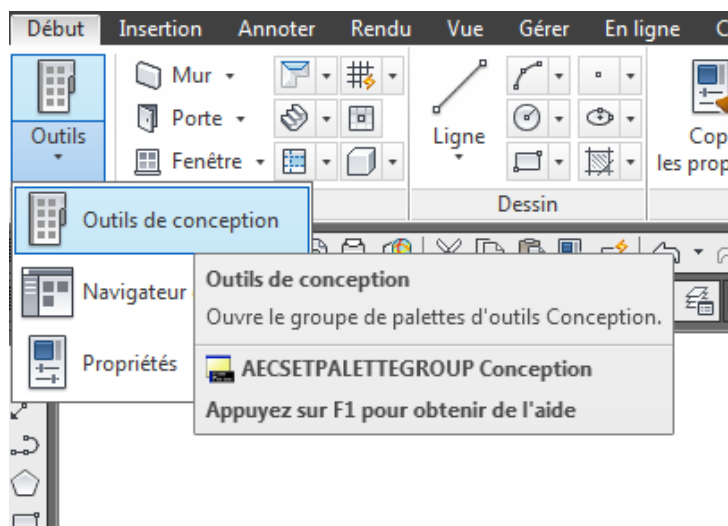 Début Insertion Annoter Rendu Vue Gérer En ligne
Mur
Porte
Fenêtre
Outils
Ligne
les prop
Dessin
Outils de conception
Navigateur
Propriétés
Outils de conception
Ouvre le groupe de palettes d'outils Conception.
AECSETPALETTEGROUP Conception
Appuyez sur F1 pour obtenir de l'aide